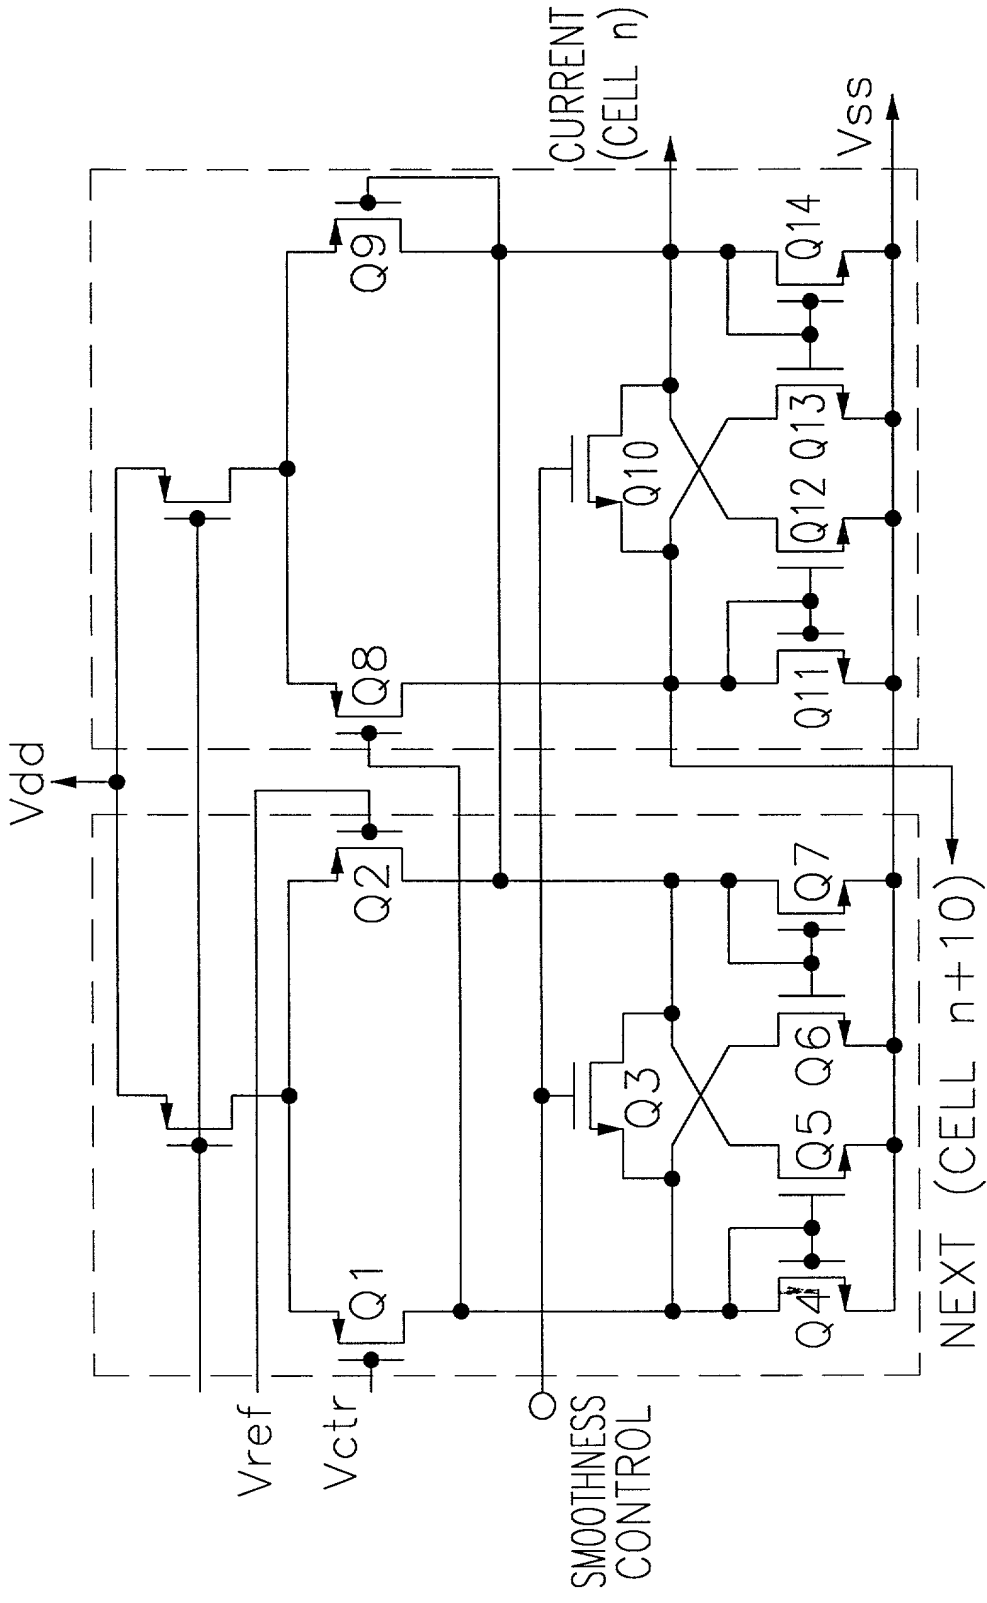 Vdd
Vref
Vctr
SMOOTHNESS
CONTROL
Q1
Q2
Q3
Q4
Q5
Q6
Q7
Q8
Q9
Q10
Q11
Q12
Q13
Q14
CURRENT
(CELL n)
Vss
NEXT (CELL n+10)